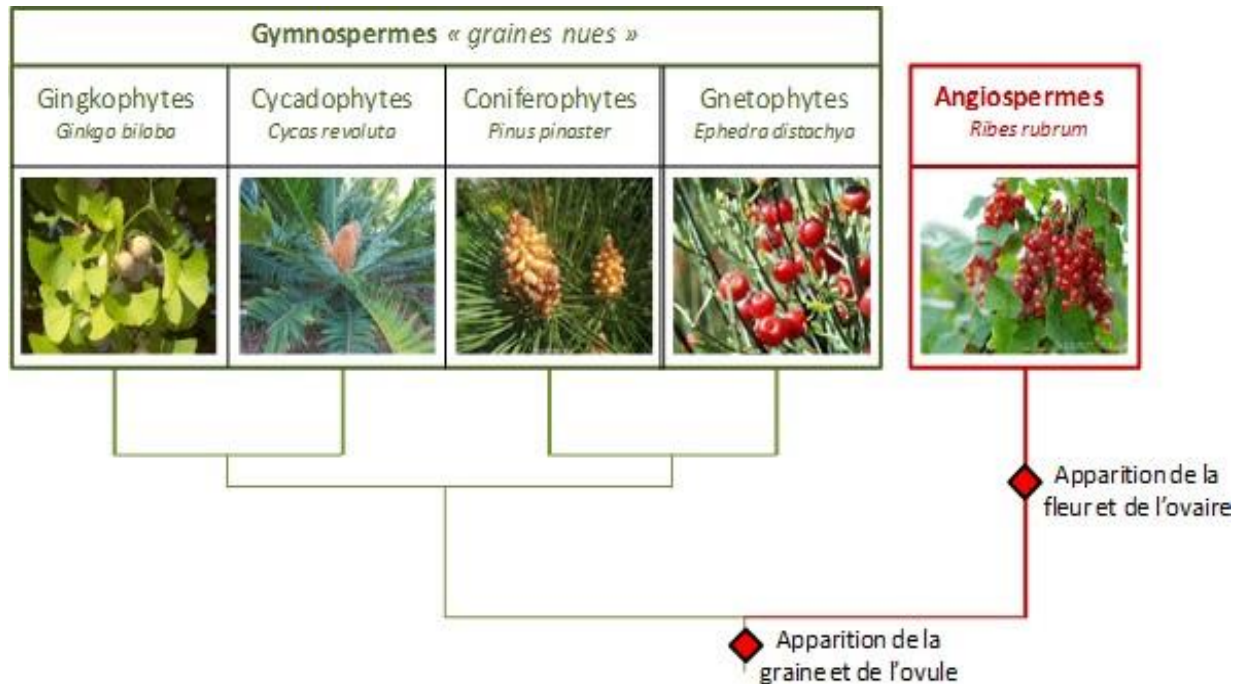 Gymnospermes « graines nues »
Gingkophytes
Ginkgo biloba
Cycadophytes
Cycas revoluta
Coniferophytes
Pinus pinaster
Gnetophytes
Ephedra distachya
Angiospermes
Ribes rubrum
Apparition de la
fleur et de l'ovaire
Apparition de la
graine et de l'ovule